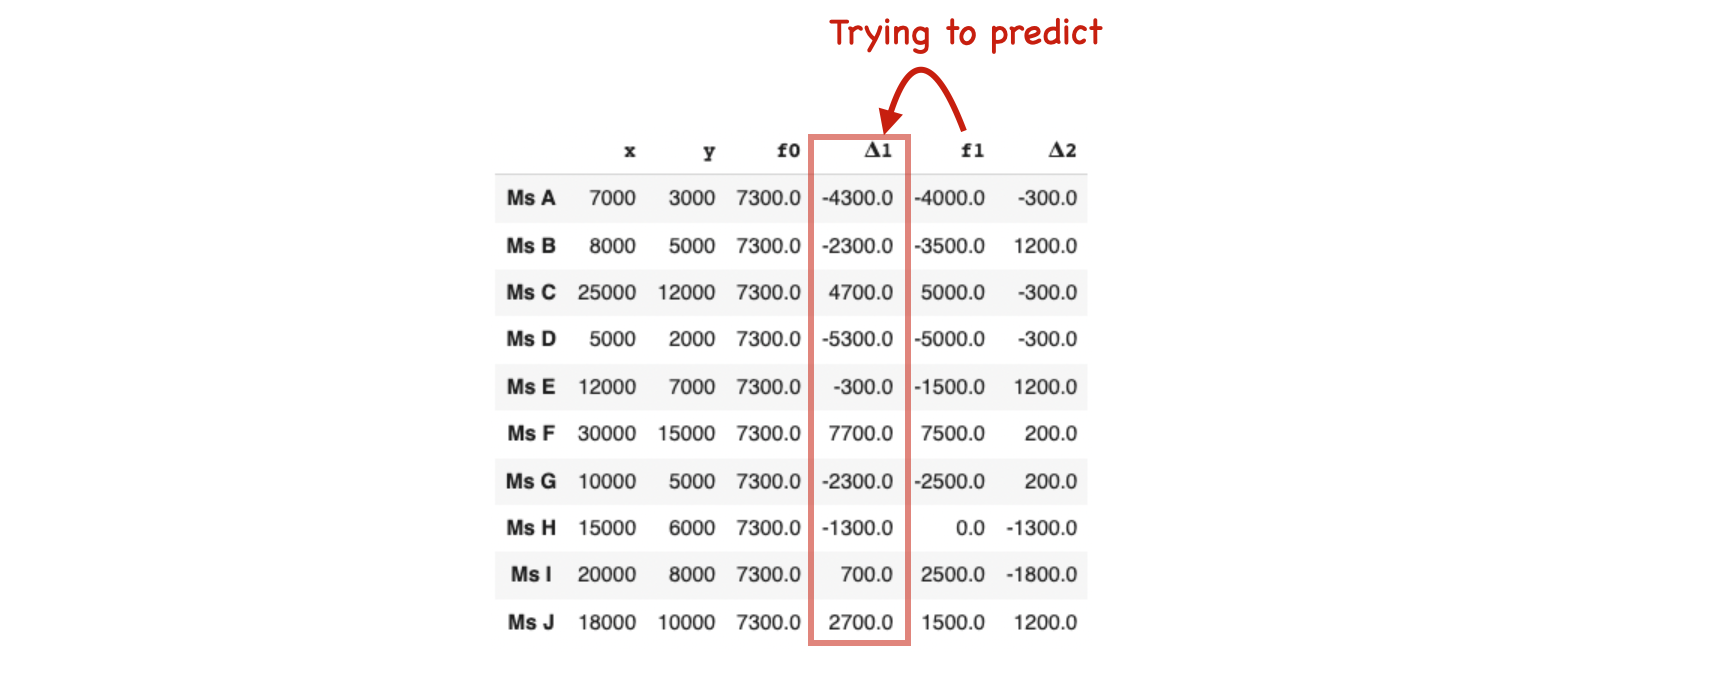 Trying to predict
x y f0 Δ1 f1 Δ2
Ms A 7000 3000 7300.0 -4300.0 -4000.0 -300.0
Ms B 8000 5000 7300.0 -2300.0 -3500.0 1200.0
Ms C 25000 12000 7300.0 4700.0 5000.0 -300.0
Ms D 5000 2000 7300.0 -5300.0 -5000.0 -300.0
Ms E 12000 7000 7300.0 -300.0 -1500.0 1200.0
Ms F 30000 15000 7300.0 7700.0 7500.0 200.0
Ms G 10000 5000 7300.0 -2300.0 -2500.0 200.0
Ms H 15000 6000 7300.0 -1300.0 0.0 -1300.0
Ms I 20000 8000 7300.0 700.0 2500.0 -1800.0
Ms J 18000 10000 7300.0 2700.0 1500.0 1200.0